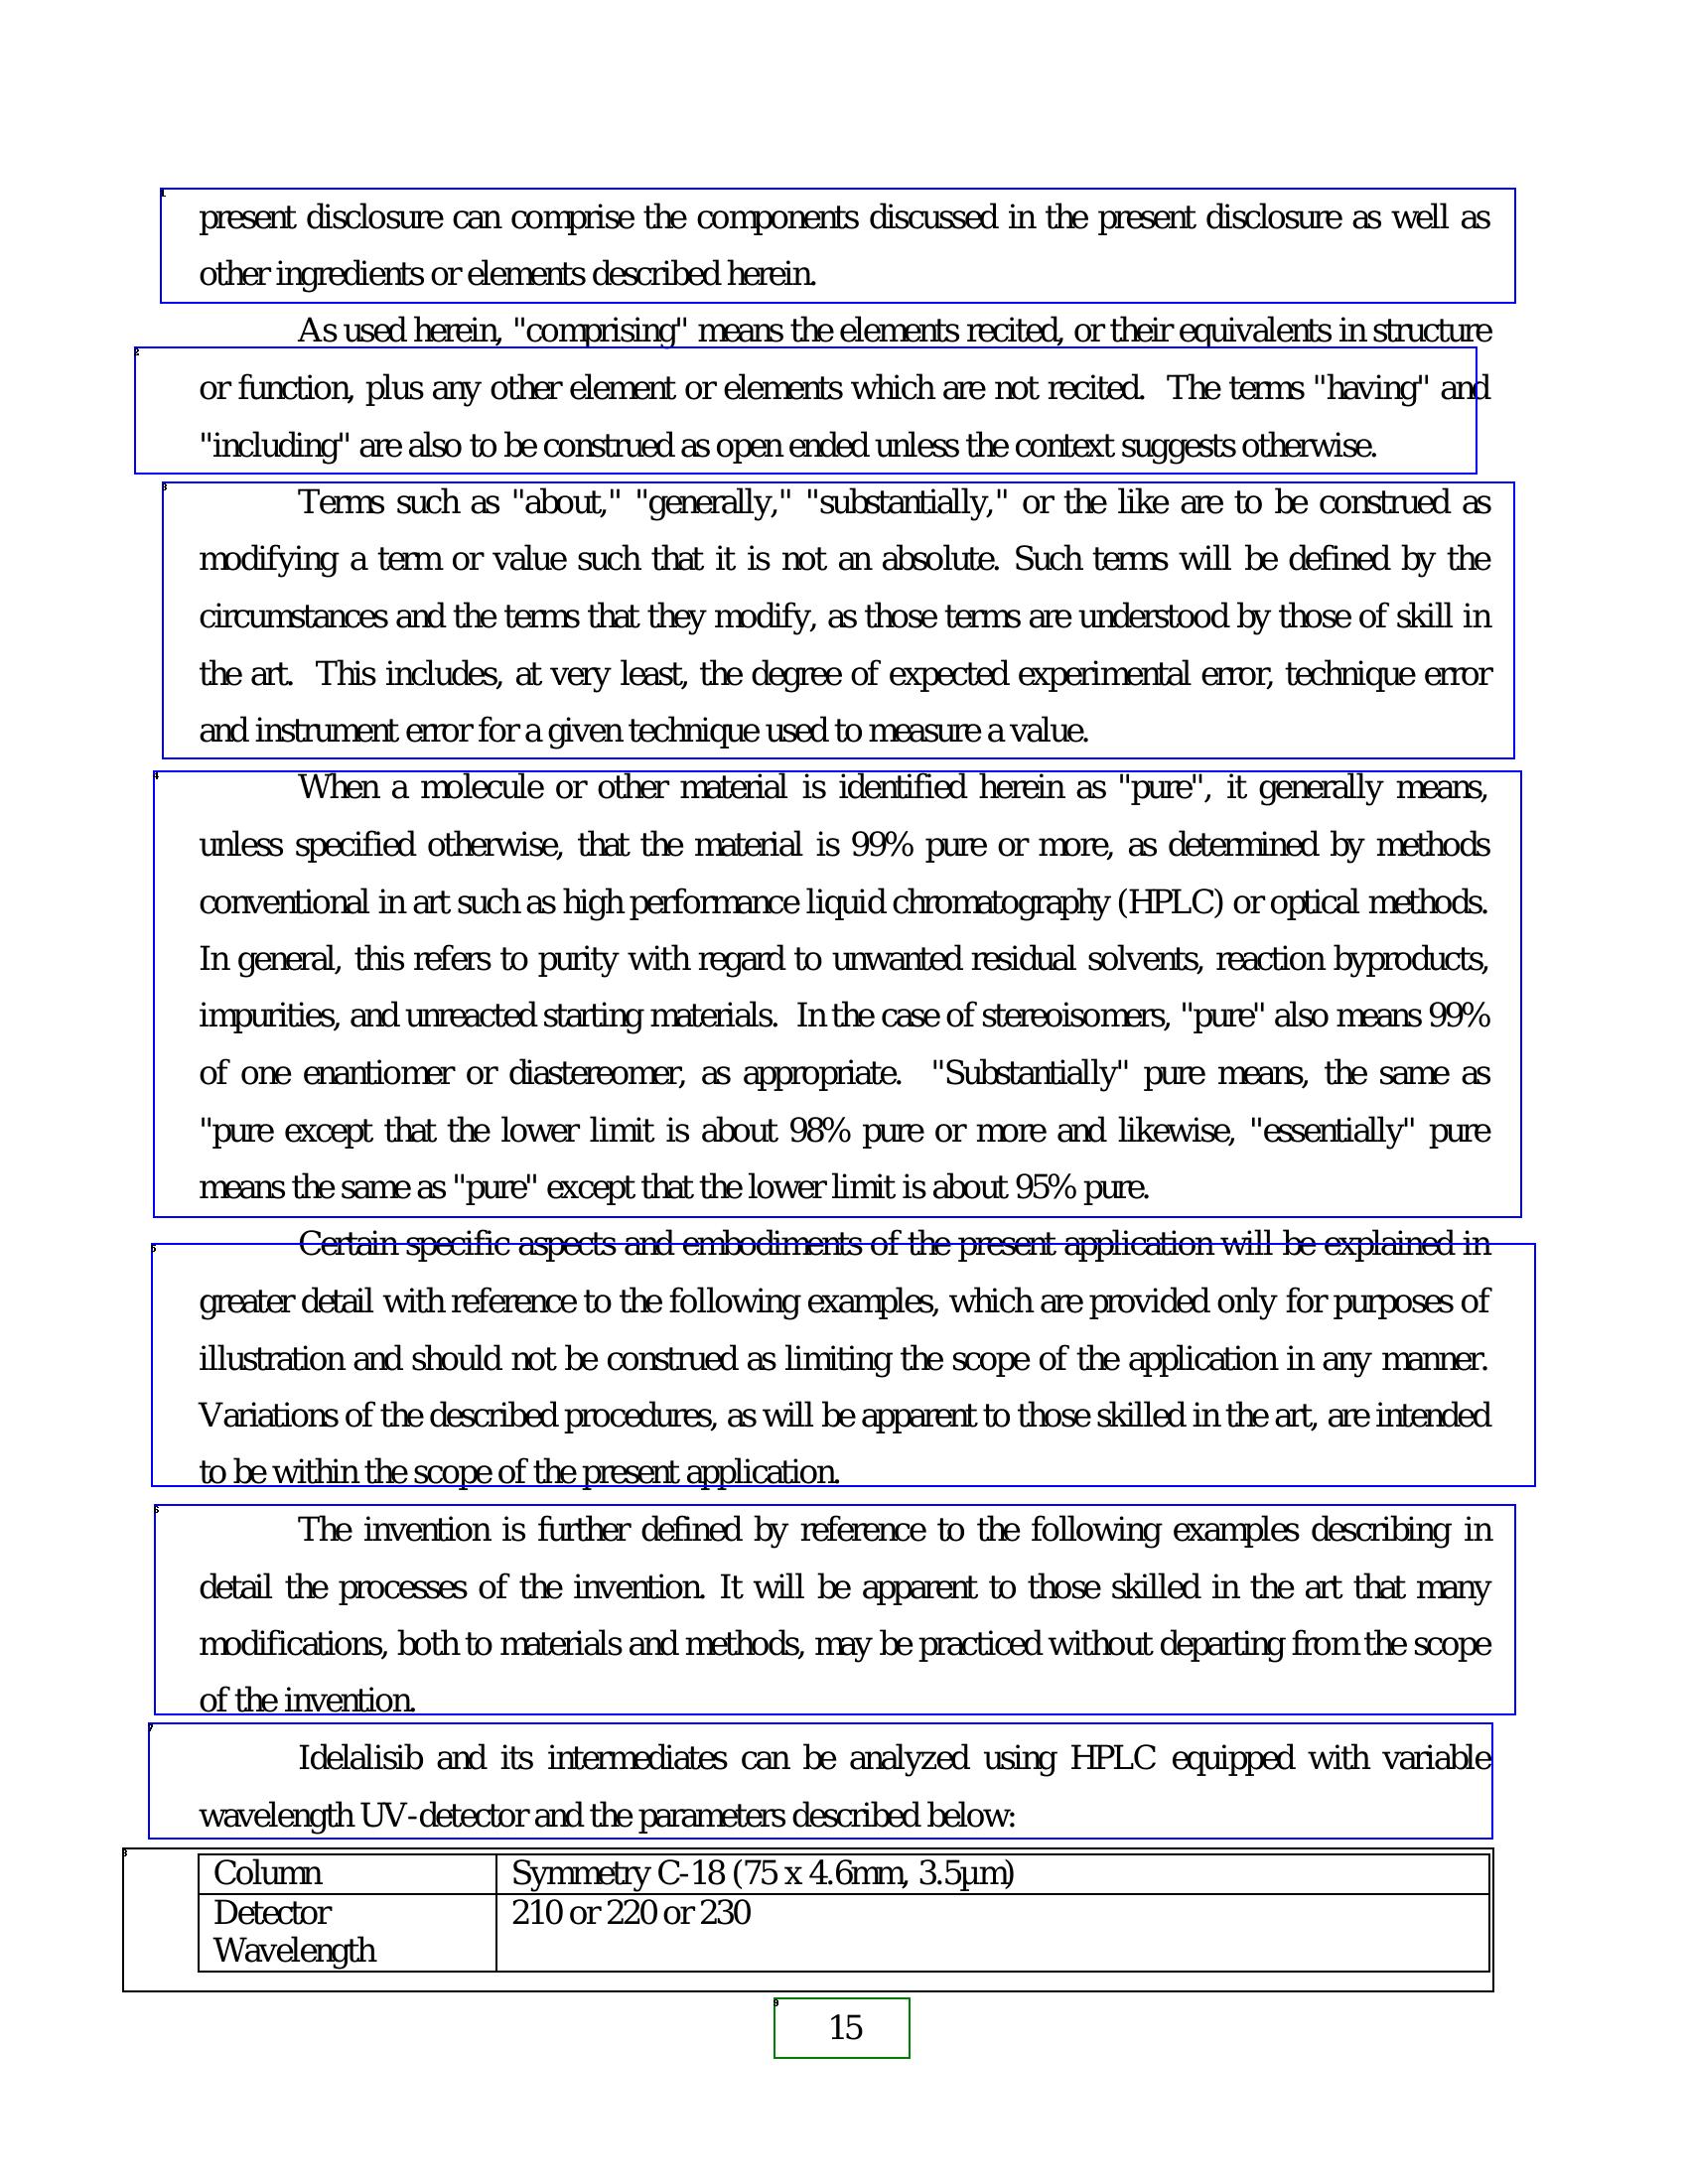 present disclosure can comprise the components discussed in the present disclosure as well as
other ingredients or elements described herein.
As used herein, "comprising" means the elements recited, or their equivalents in structure
or function, plus any other element or elements which are not recited.  The terms "having" and
"including" are also to be construed as open ended unless the context suggests otherwise.
Terms such as "about," "generally," "substantially," or the like are to be construed as
modifying a term or value such that it is not an absolute. Such terms will be defined by the
circumstances and the terms that they modify, as those terms are understood by those of skill in
the art.  This includes, at very least, the degree of expected experimental error, technique error
and instrument error for a given technique used to measure a value.
When a molecule or other material is identified herein as "pure", it generally means,
unless specified otherwise, that the material is 99% pure or more, as determined by methods
conventional in art such as high performance liquid chromatography (HPLC) or optical methods.
In general, this refers to purity with regard to unwanted residual solvents, reaction byproducts,
impurities, and unreacted starting materials.  In the case of stereoisomers, "pure" also means 99%
of one enantiomer or diastereomer, as appropriate.  "Substantially" pure means, the same as
"pure except that the lower limit is about 98% pure or more and likewise, "essentially" pure
means the same as "pure" except that the lower limit is about 95% pure.
Certain specific aspects and embodiments of the present application will be explained in
greater detail with reference to the following examples, which are provided only for purposes of
illustration and should not be construed as limiting the scope of the application in any manner.
Variations of the described procedures, as will be apparent to those skilled in the art, are intended
to be within the scope of the present application.
The invention is further defined by reference to the following examples describing in
detail the processes of the invention. It will be apparent to those skilled in the art that many
modifications, both to materials and methods, may be practiced without departing from the scope
of the invention.
Idelalisib and its intermediates can be analyzed using HPLC equipped with variable
wavelength UV-detector and the parameters described below:
Column Symmetry C-18 (75 x 4.6mm, 3.5µm)
Detector 210 or 220 or 230
Wavelength
15